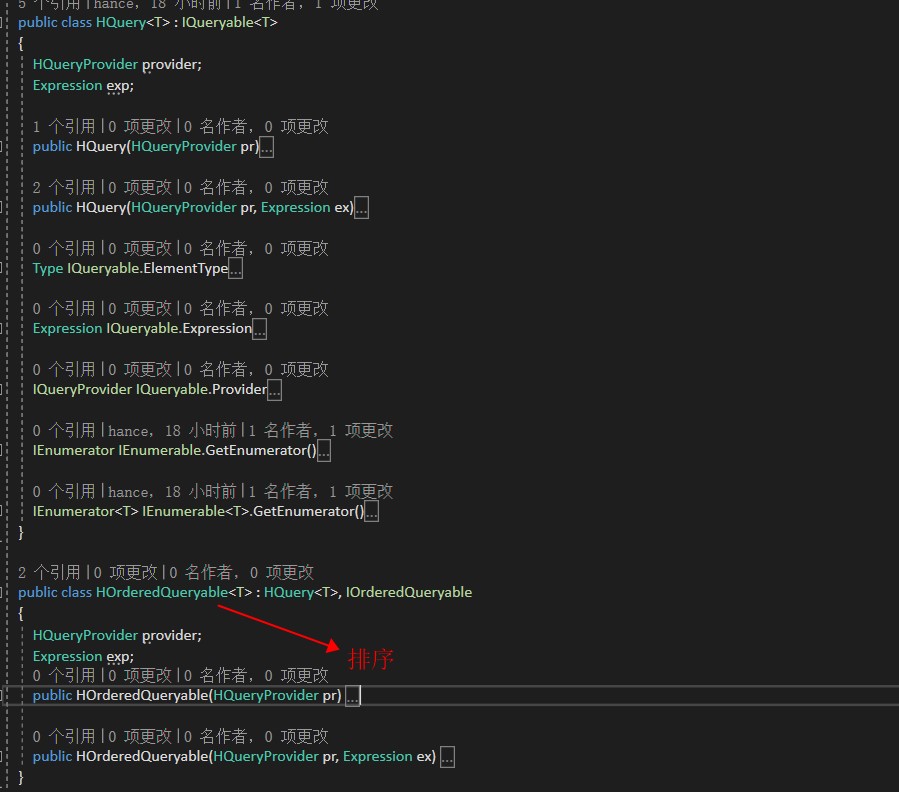 5 个引用|hance, 18 小时前|1 名作者, 1 项更改
public class HQuery<T> : IQueryable<T>
{
HQueryProvider provider;
Expression exp;
1 个引用|0 项更改|0 名作者, 0 项更改
public HQuery(HQueryProvider pr)...
2 个引用|0 项更改|0 名作者, 0 项更改
public HQuery(HQueryProvider pr, Expression ex)...
0 个引用|0 项更改|0 名作者, 0 项更改
Type IQueryable.ElementType...
0 个引用|0 项更改|0 名作者, 0 项更改
Expression IQueryable.Expression...
0 个引用|0 项更改|0 名作者, 0 项更改
IQueryProvider IQueryable.Provider...
0 个引用|hance, 18 小时前|1 名作者, 1 项更改
IEnumerator IEnumerable.GetEnumerator()...
0 个引用|hance, 18 小时前|1 名作者, 1 项更改
IEnumerator<T> IEnumerable<T>.GetEnumerator()...
}
2 个引用|0 项更改|0 名作者, 0 项更改
public class HOrderedQueryable<T> : HQuery<T>, IOrderedQueryable
{
HQueryProvider provider;
Expression exp;
排序
0 个引用|0 项更改|0 名作者, 0 项更改
public HOrderedQueryable(HQueryProvider pr) ...
0 个引用|0 项更改|0 名作者, 0 项更改
public HOrderedQueryable(HQueryProvider pr, Expression ex) ...
}